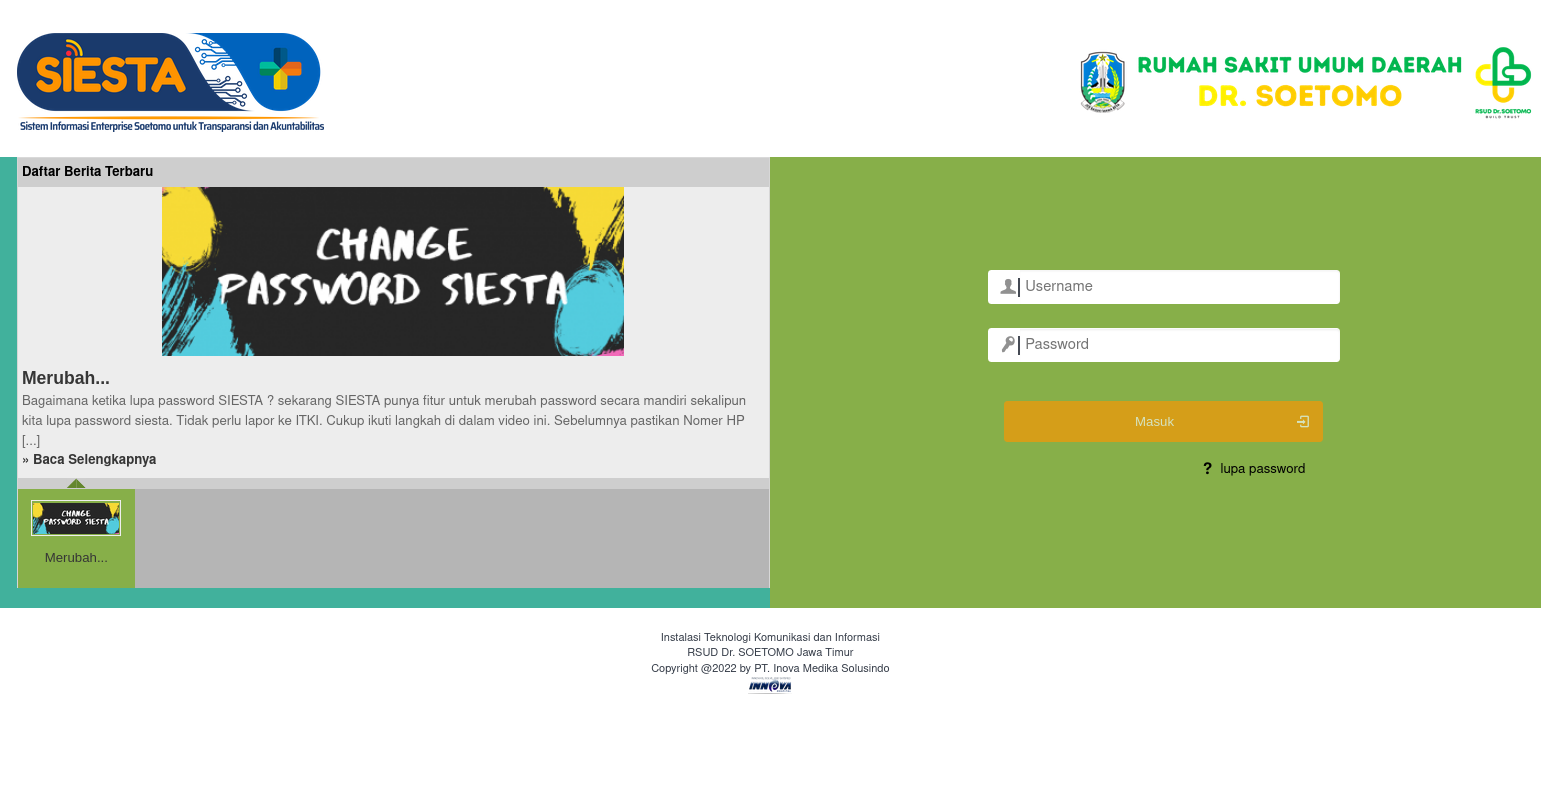 SIESTA
Sistem Informasi Enterprise Soetomo untuk Transparansi dan Akuntabilitas
RUMAH SAKIT UMUM DAERAH
DR. SOETOMO
RSUD Dr.SOETOMO
BUILD TRUST
Daftar Berita Terbaru
CHANGE
PASSWORD SIESTA
Merubah...
Bagaimana ketika lupa password SIESTA ? sekarang SIESTA punya fitur untuk merubah password secara mandiri sekalipun
kita lupa password siesta. Tidak perlu lapor ke ITKI. Cukup ikuti langkah di dalam video ini. Sebelumnya pastikan Nomer HP
[...]
» Baca Selengkapnya
CHANGE
PASSWORD SIESTA
Merubah...
Username
Password
Masuk
? lupa password
Instalasi Teknologi Komunikasi dan Informasi
RSUD Dr. SOETOMO Jawa Timur
Copyright @2022 by PT. Inova Medika Solusindo
INNOVA